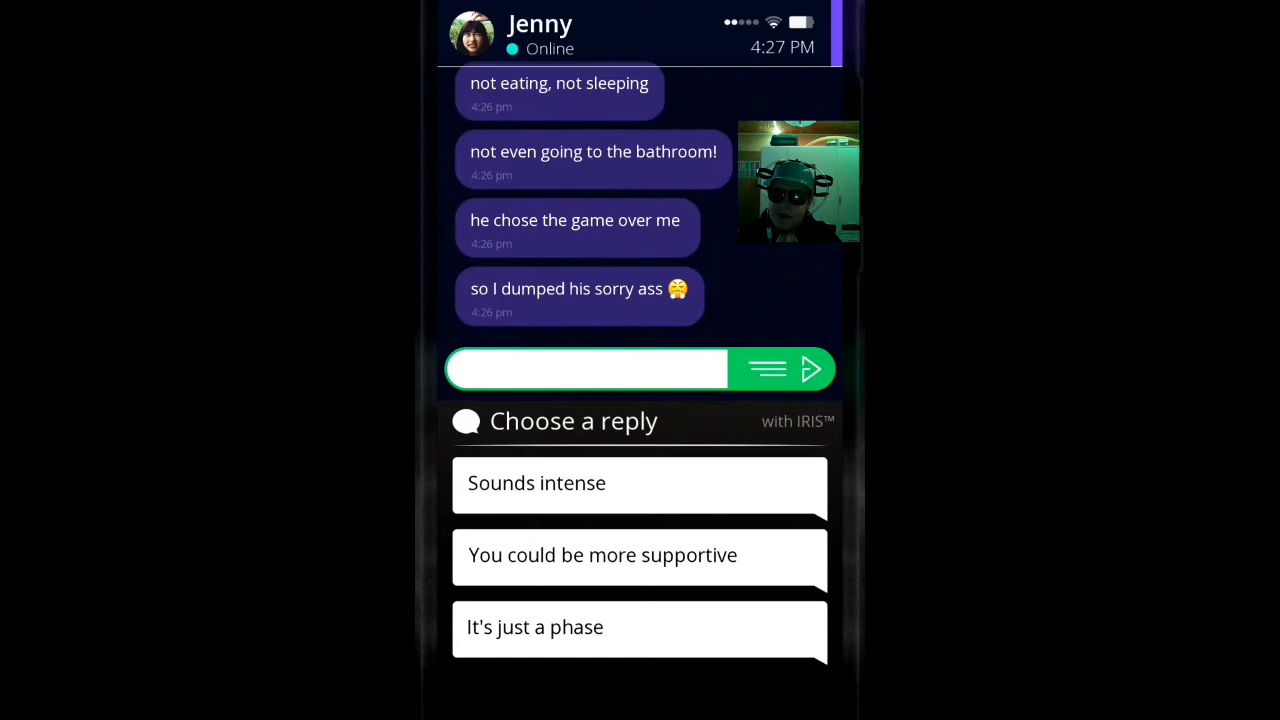 Jenny
Online
4:27 PM
not eating, not sleeping
4:26 pm
not even going to the bathroom!
4:26 pm
he chose the game over me
4:26 pm
so I dumped his sorry ass 😤
4:26 pm
Choose a reply
with IRIS™
Sounds intense
You could be more supportive
It's just a phase